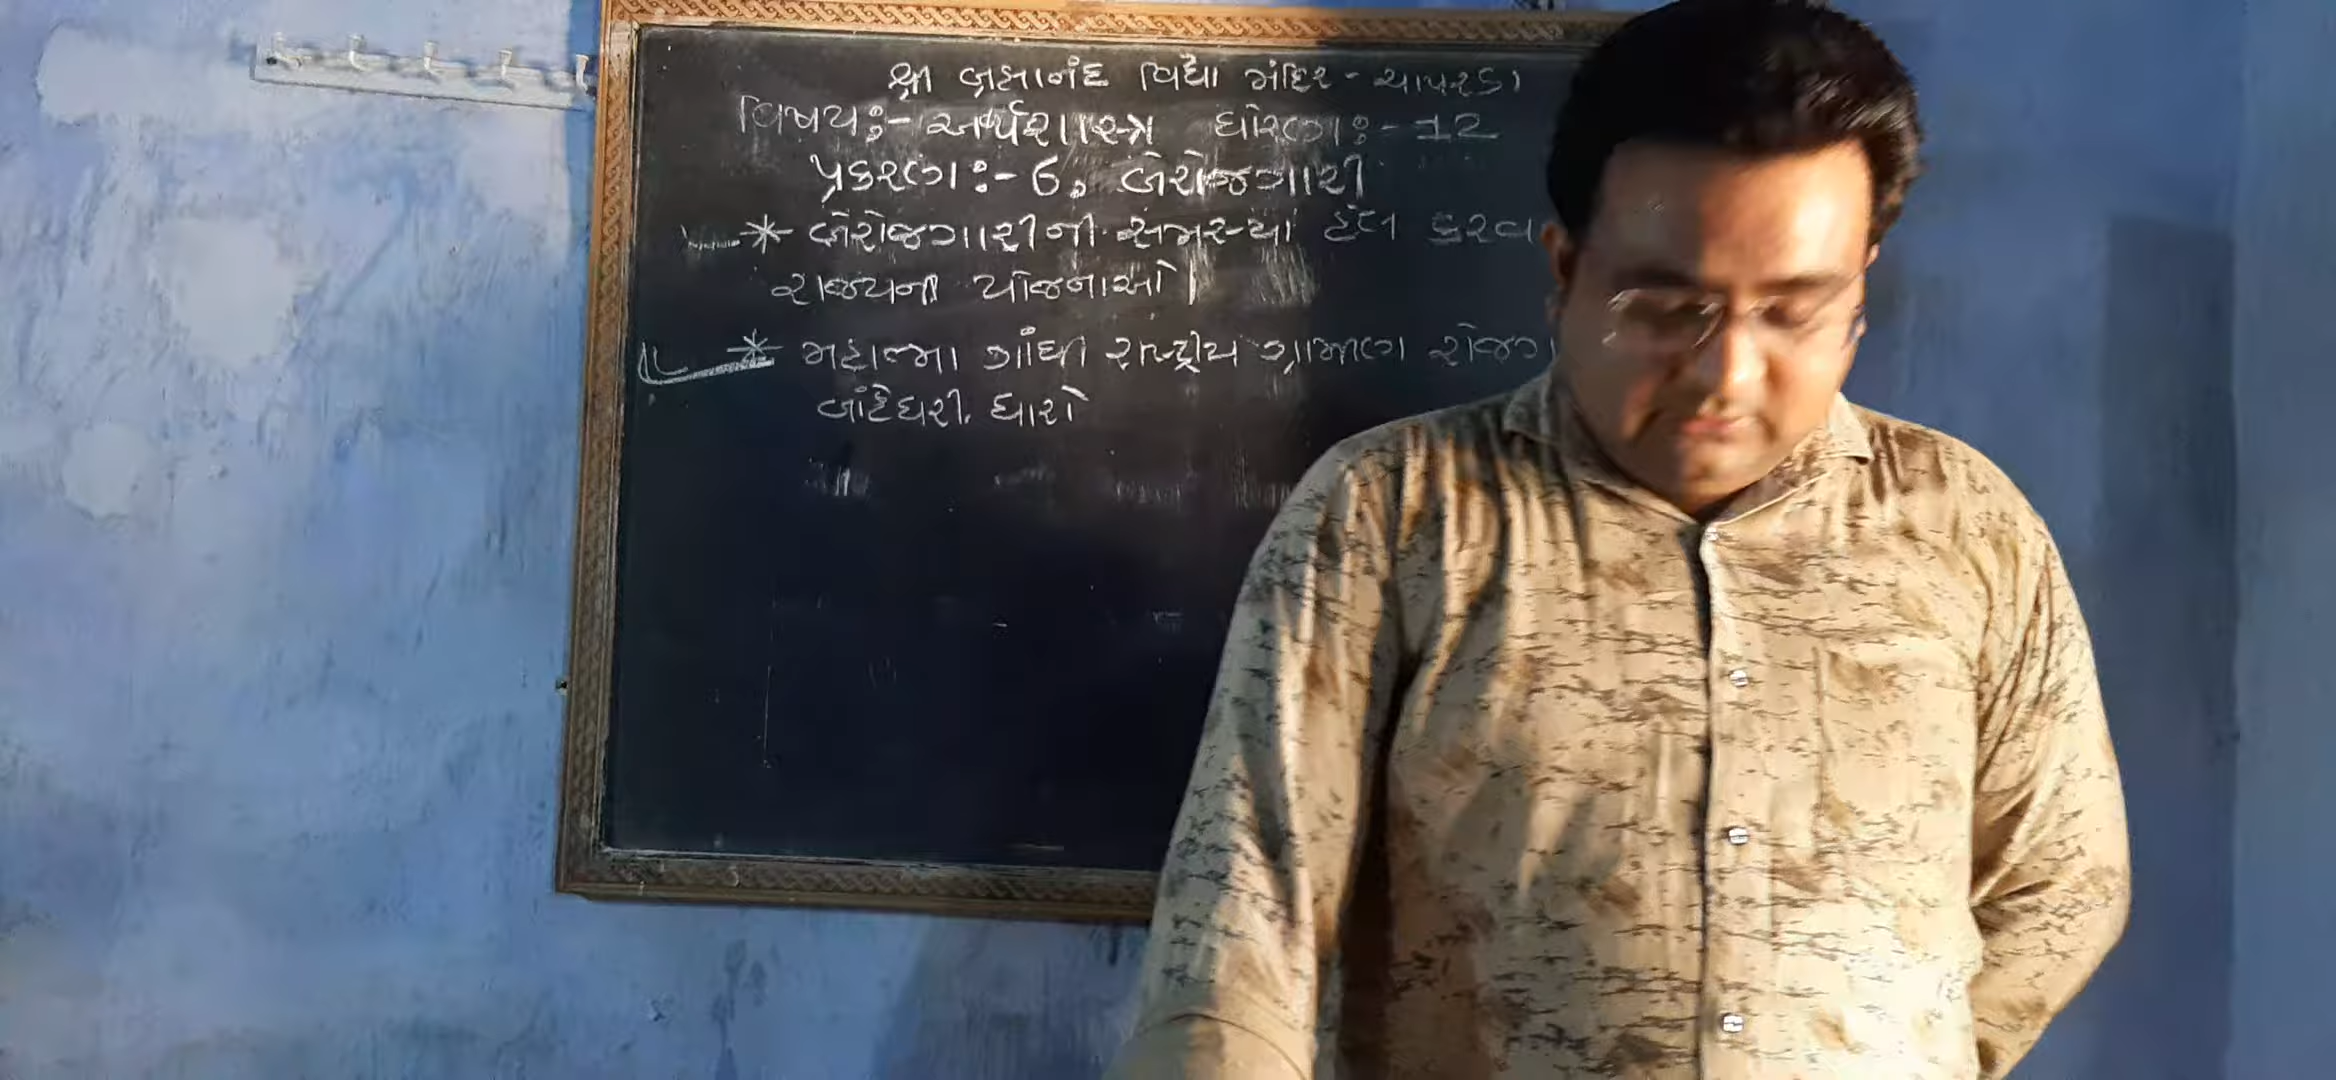 શ્રી બ્રહ્માનંદ વિદ્યા મંદિર - ચાપરડા
વિષય:- અર્થશાસ્ત્ર ધોરણ:- 12
પ્રકરણ:- 6. બેરોજગારી
* બેરોજગારીની સમસ્યા હલ કરવા
રાજ્યની યોજનાઓ।
* મહાત્મા ગાંધી રાષ્ટ્રીય ગ્રામીણ રોજગ
બાંહેધરી ધારો